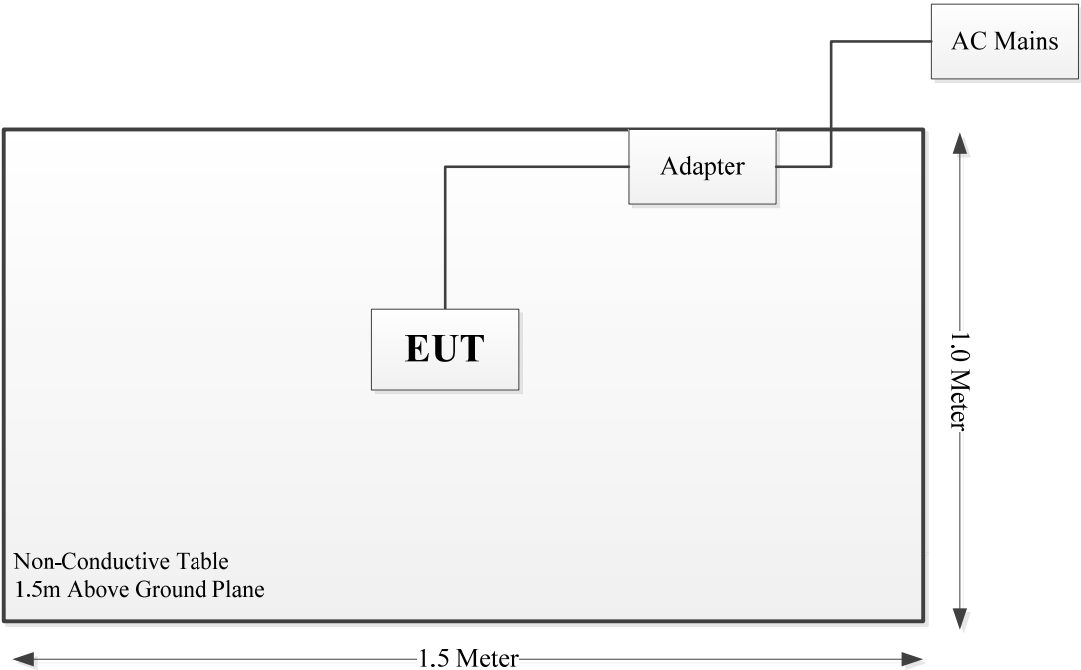 AC Mains
Adapter
EUT
1.0 Meter
Non-Conductive Table
1.5m Above Ground Plane
1.5 Meter